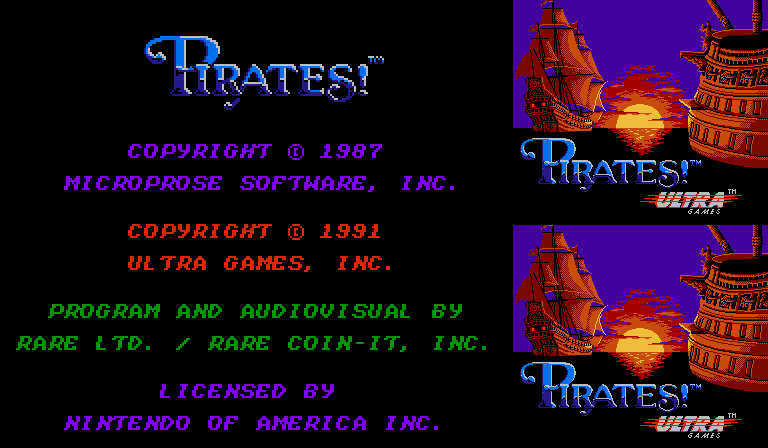 PIRATES!™
COPYRIGHT © 1987
MICROPROSE SOFTWARE, INC.
COPYRIGHT © 1991
ULTRA GAMES, INC.
PROGRAM AND AUDIOVISUAL BY
RARE LTD. / RARE COIN-IT, INC.
LICENSED BY
NINTENDO OF AMERICA INC.
PIRATES!™
ULTRA™
GAMES
PIRATES!™
ULTRA™
GAMES